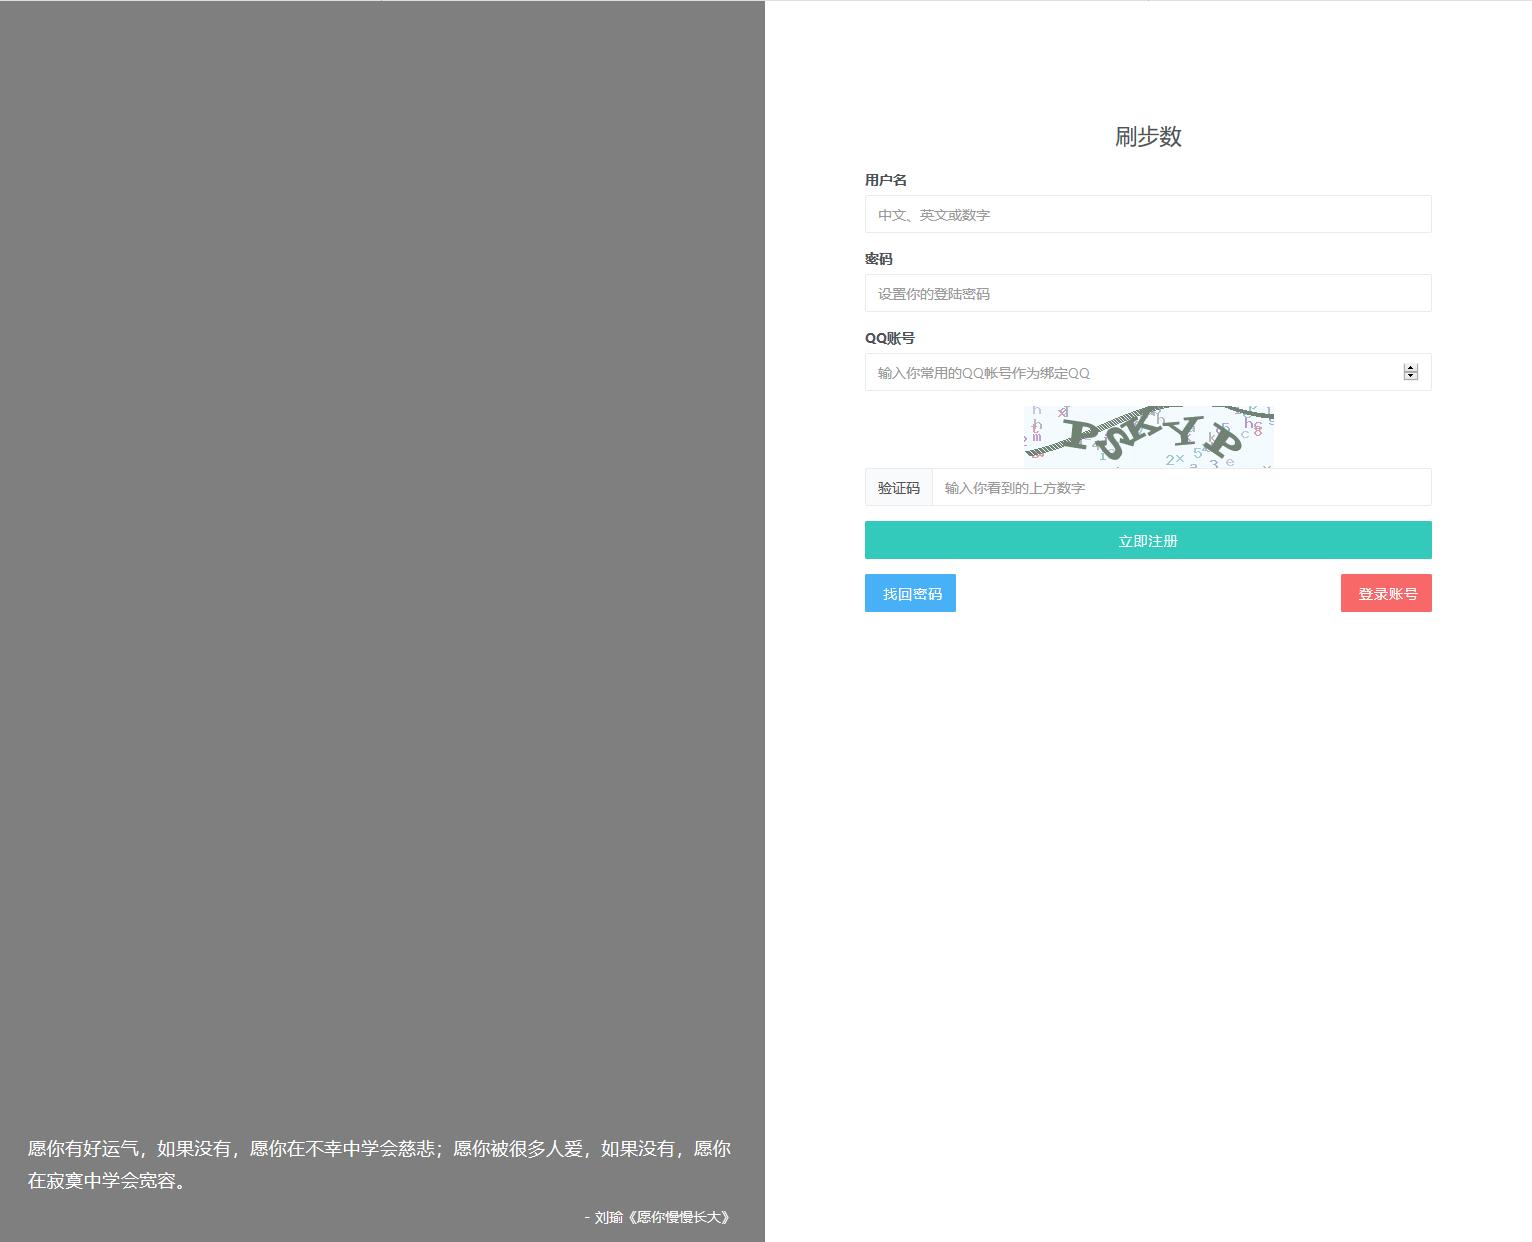 刷步数
用户名
中文、英文或数字
密码
设置你的登陆密码
QQ账号
输入你常用的QQ帐号作为绑定QQ
PSKYP
验证码
输入你看到的上方数字
立即注册
找回密码
登录账号
愿你有好运气，如果没有，愿你在不幸中学会慈悲；愿你被很多人爱，如果没有，愿你
在寂寞中学会宽容。
- 刘瑜《愿你慢慢长大》